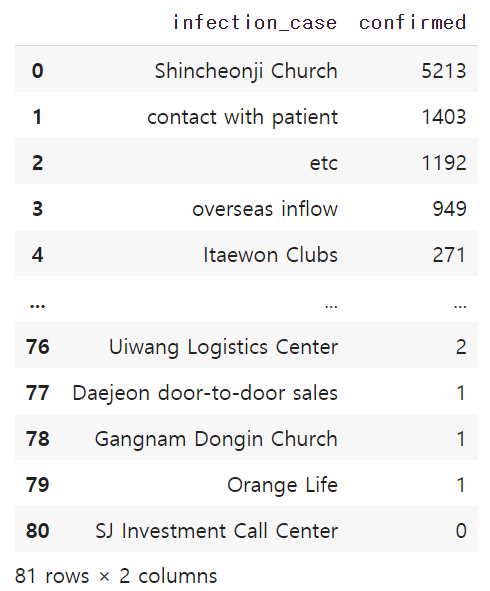 infection_case confirmed
0 Shincheonji Church 5213
1 contact with patient 1403
2 etc 1192
3 overseas inflow 949
4 Itaewon Clubs 271
... ... ...
76 Uiwang Logistics Center 2
77 Daejeon door-to-door sales 1
78 Gangnam Dongin Church 1
79 Orange Life 1
80 SJ Investment Call Center 0
81 rows × 2 columns